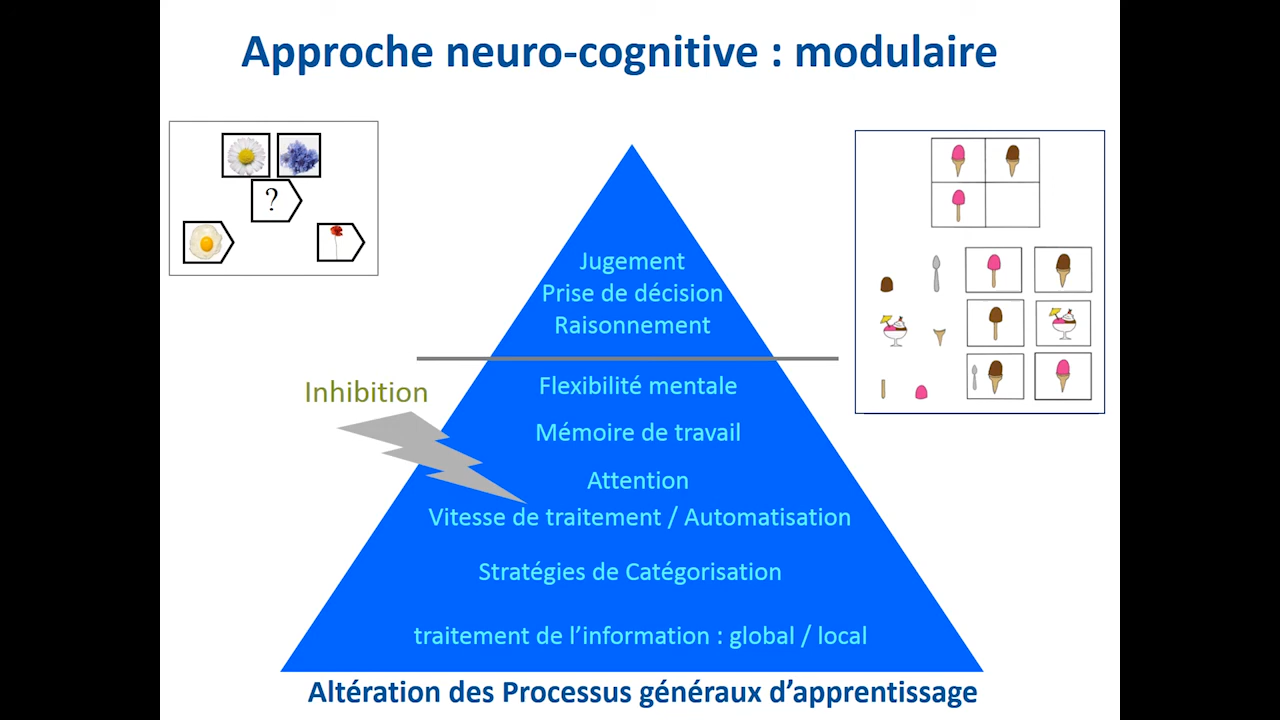 Approche neuro-cognitive : modulaire
?
Jugement
Prise de décision
Raisonnement
Inhibition
Flexibilité mentale
Mémoire de travail
Attention
Vitesse de traitement / Automatisation
Stratégies de Catégorisation
traitement de l’information : global / local
Altération des Processus généraux d’apprentissage